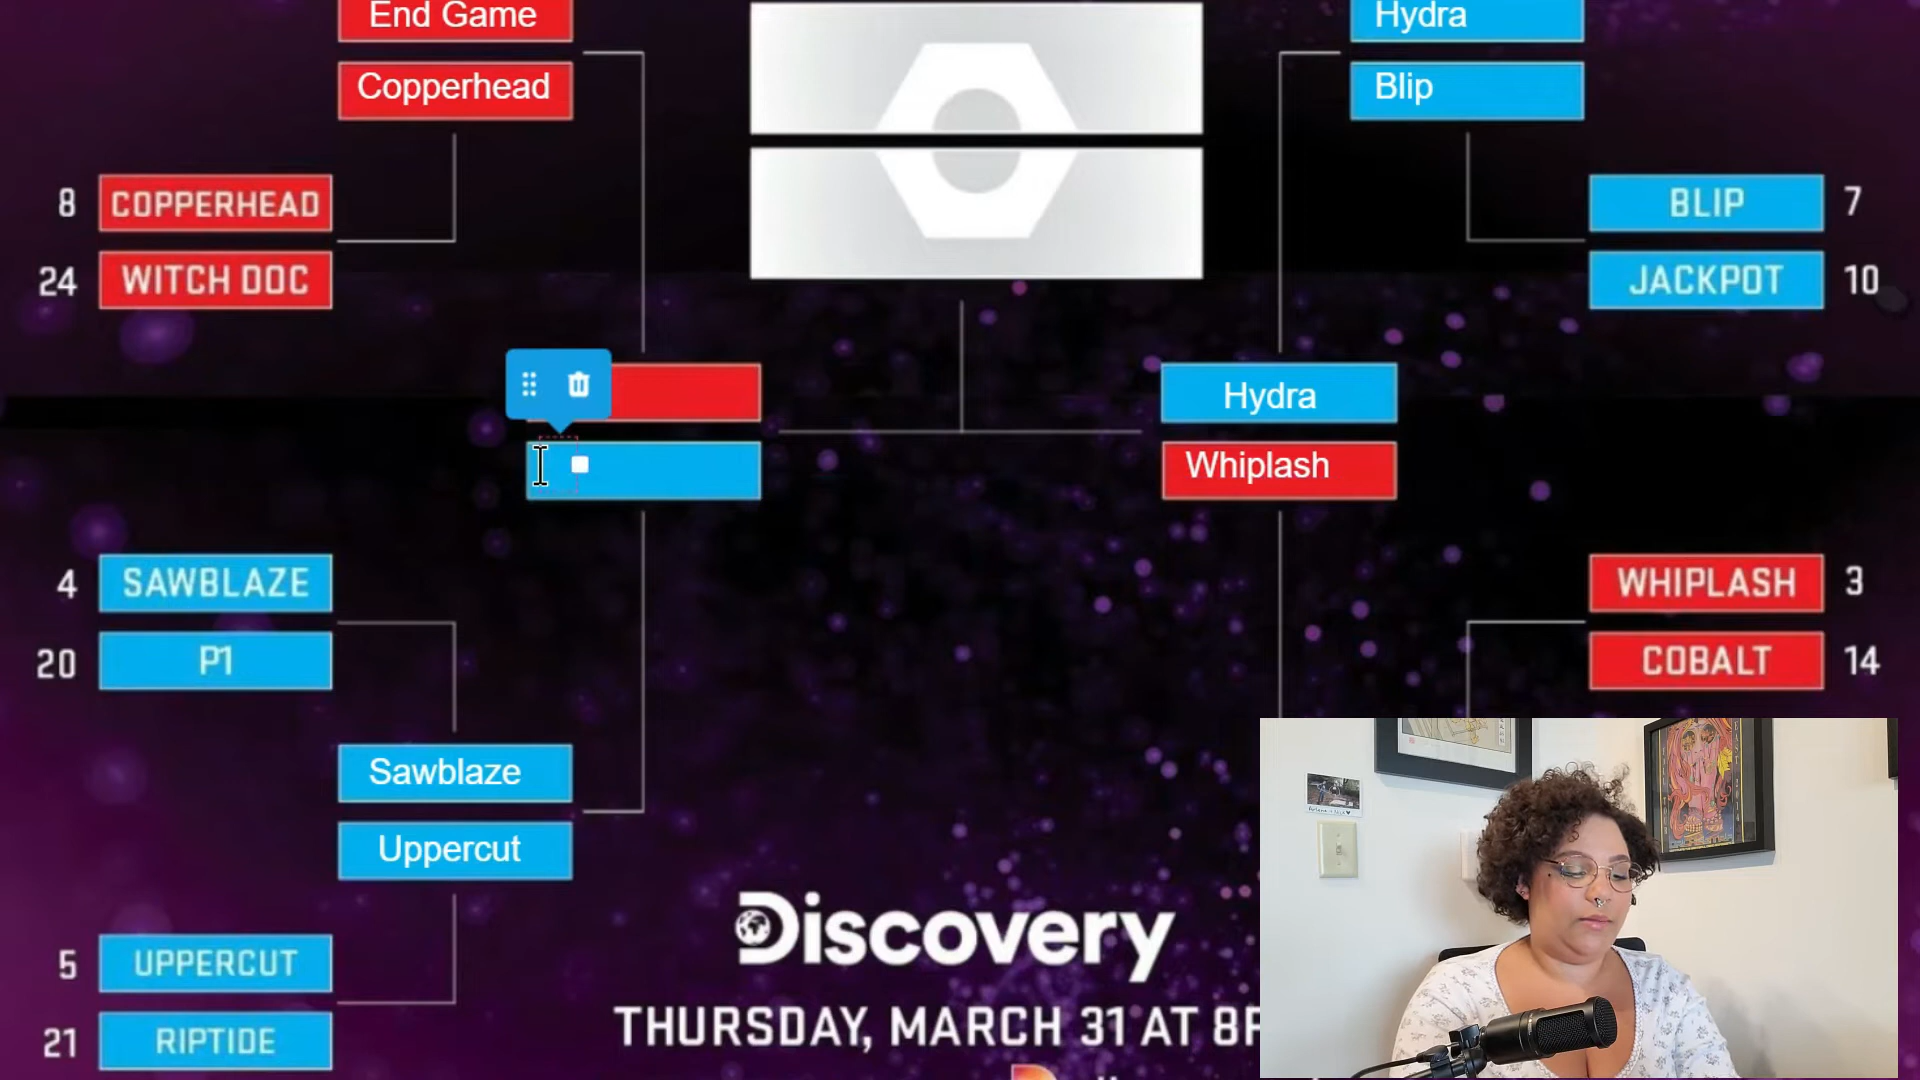 End Game
Hydra
Copperhead
Blip
8 COPPERHEAD
BLIP 7
24 WITCH DOC
JACKPOT 10
Hydra
Whiplash
4 SAWBLAZE
WHIPLASH 3
20 P1
COBALT 14
Sawblaze
Uppercut
Discovery
5 UPPERCUT
THURSDAY, MARCH 31 AT 8
21 RIPTIDE